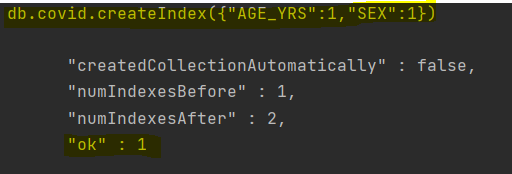 db.covid.createIndex({"AGE_YRS":1,"SEX":1})
"createdCollectionAutomatically" : false,
"numIndexesBefore" : 1,
"numIndexesAfter" : 2,
"ok" : 1